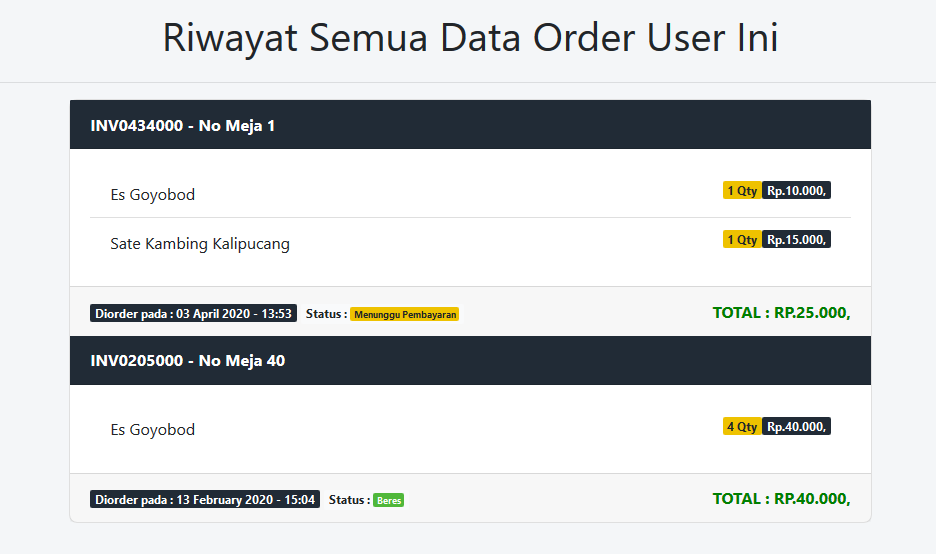 Riwayat Semua Data Order User Ini
INV0434000 - No Meja 1
Es Goyobod 1 Qty Rp.10.000,
Sate Kambing Kalipucang 1 Qty Rp.15.000,
Diorder pada : 03 April 2020 - 13:53 Status : Menunggu Pembayaran TOTAL : RP.25.000,
INV0205000 - No Meja 40
Es Goyobod 4 Qty Rp.40.000,
Diorder pada : 13 February 2020 - 15:04 Status : Beres TOTAL : RP.40.000,